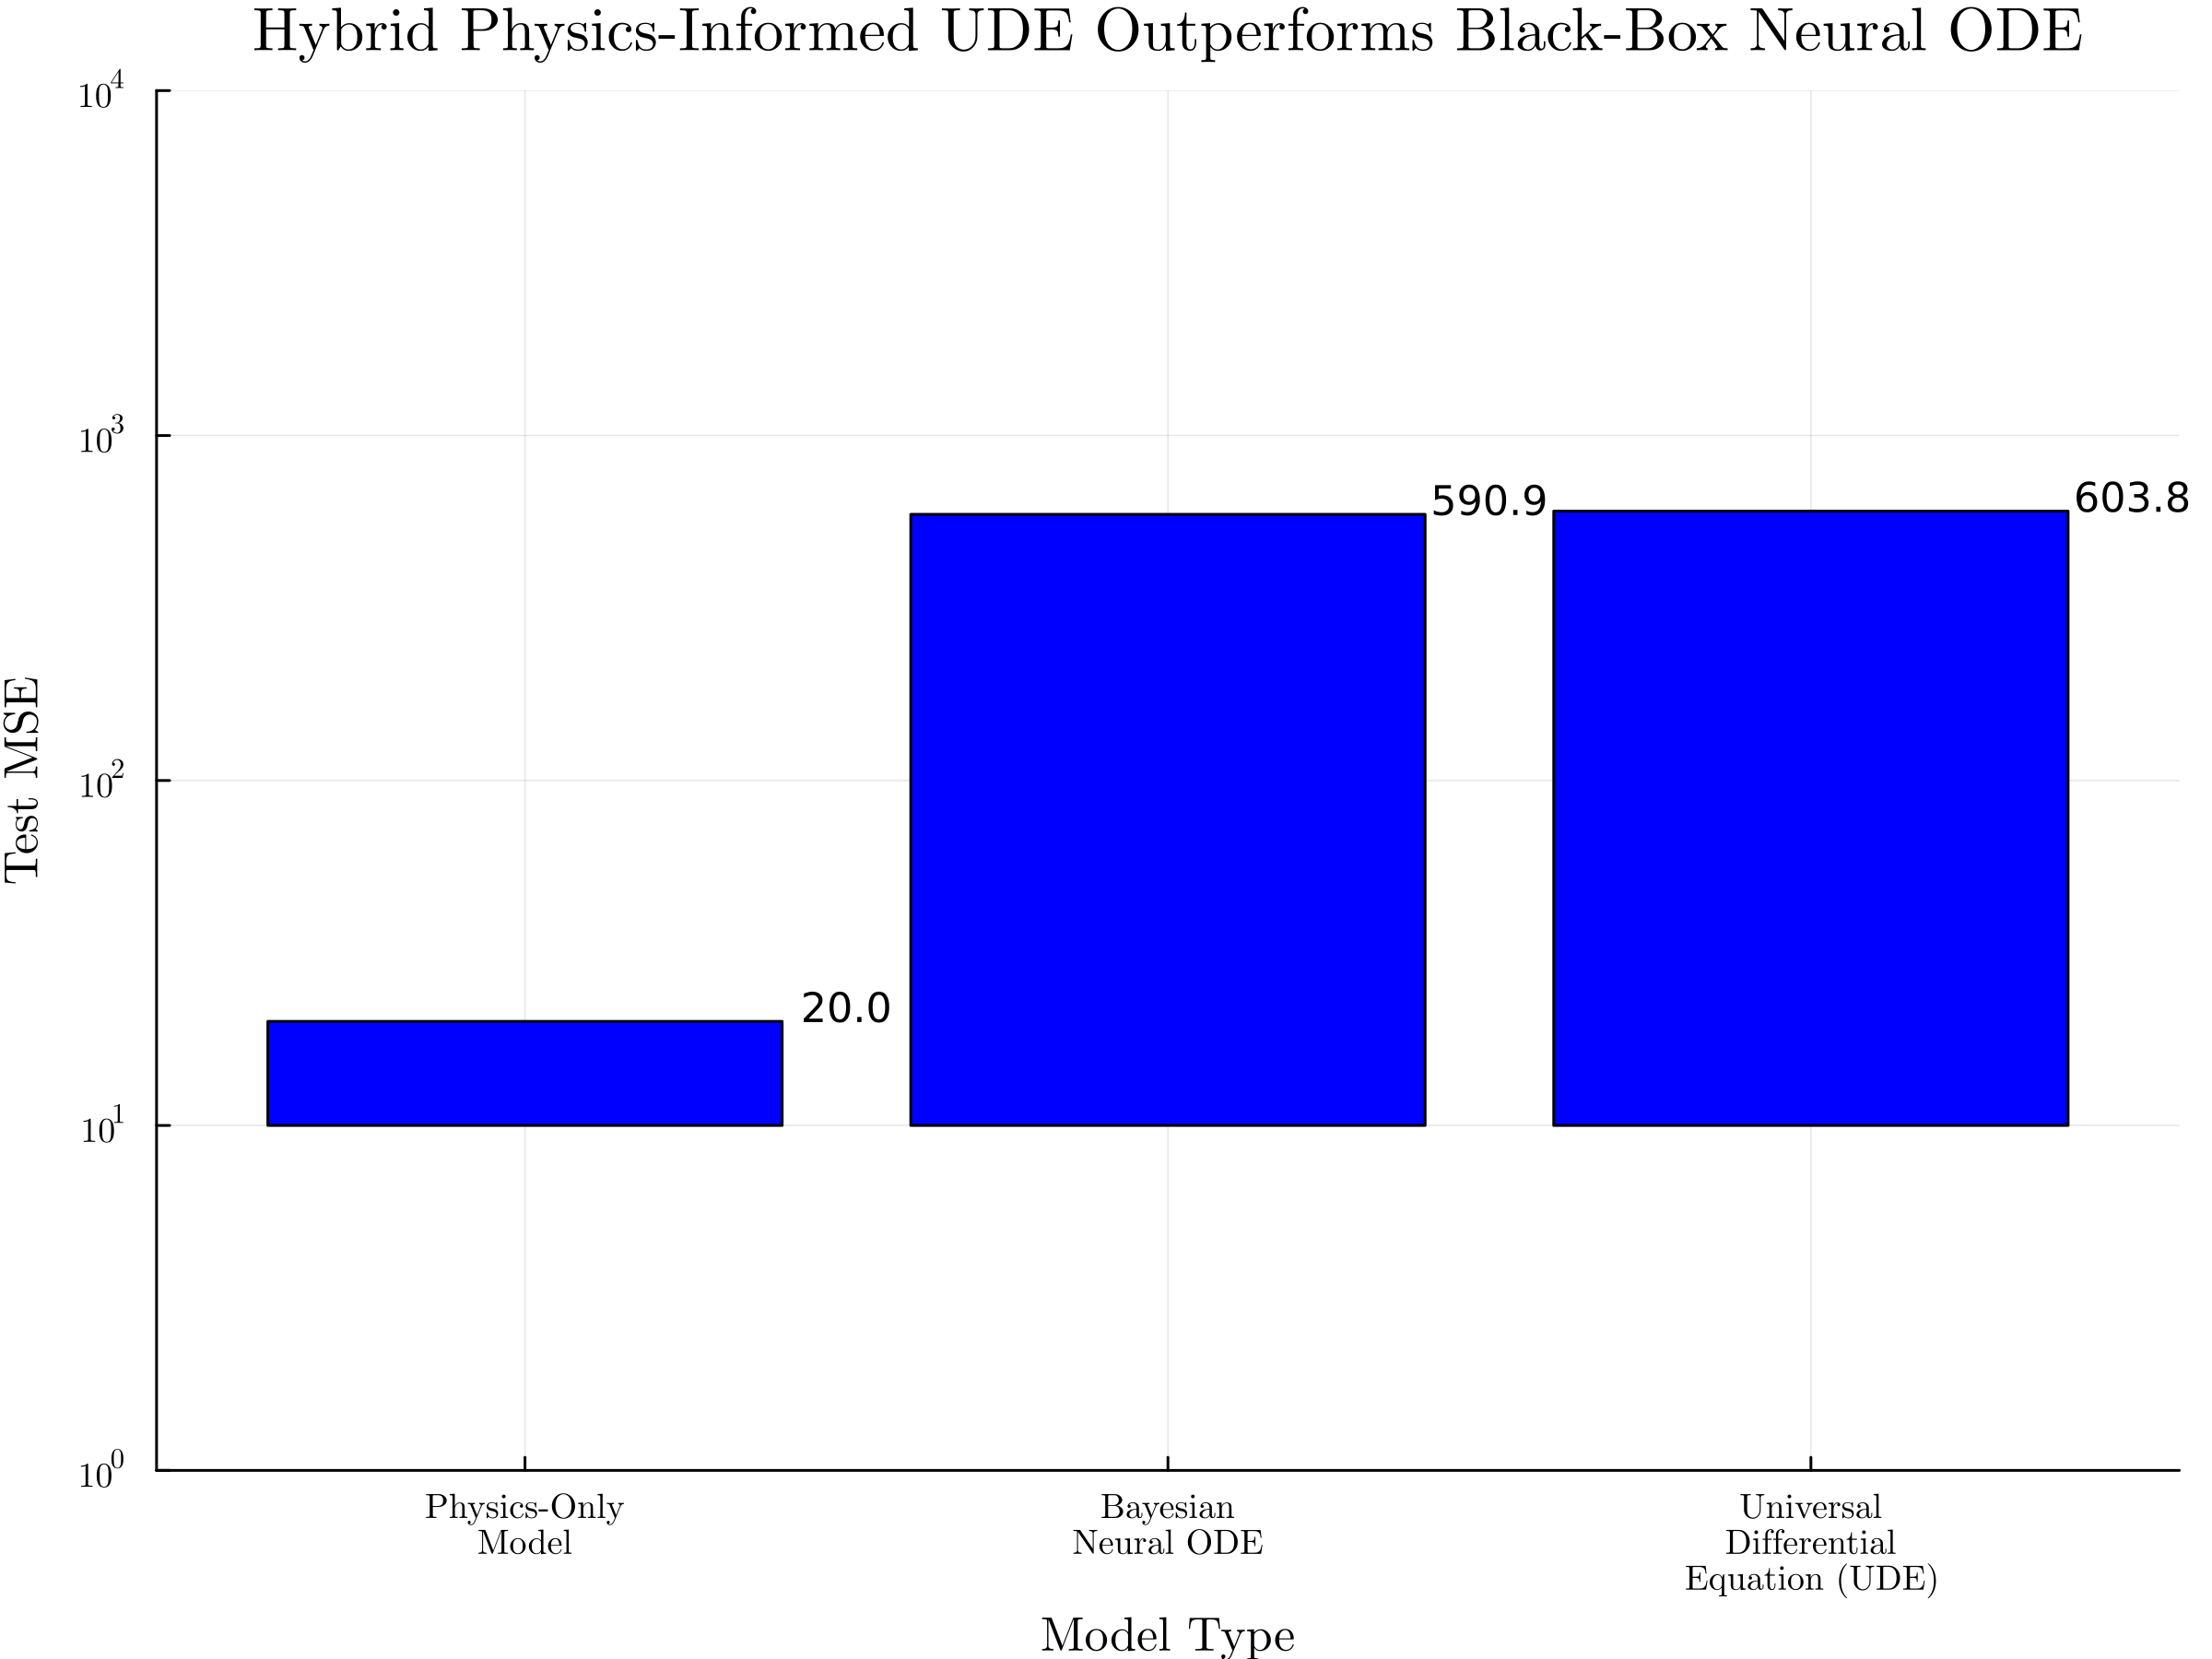 Hybrid Physics-Informed UDE Outperforms Black-Box Neural ODE
10^4
10^3
10^2
10^1
10^0
Test MSE
20.0
590.9
603.8
Physics-Only
Model
Bayesian
Neural ODE
Universal
Differential
Equation (UDE)
Model Type